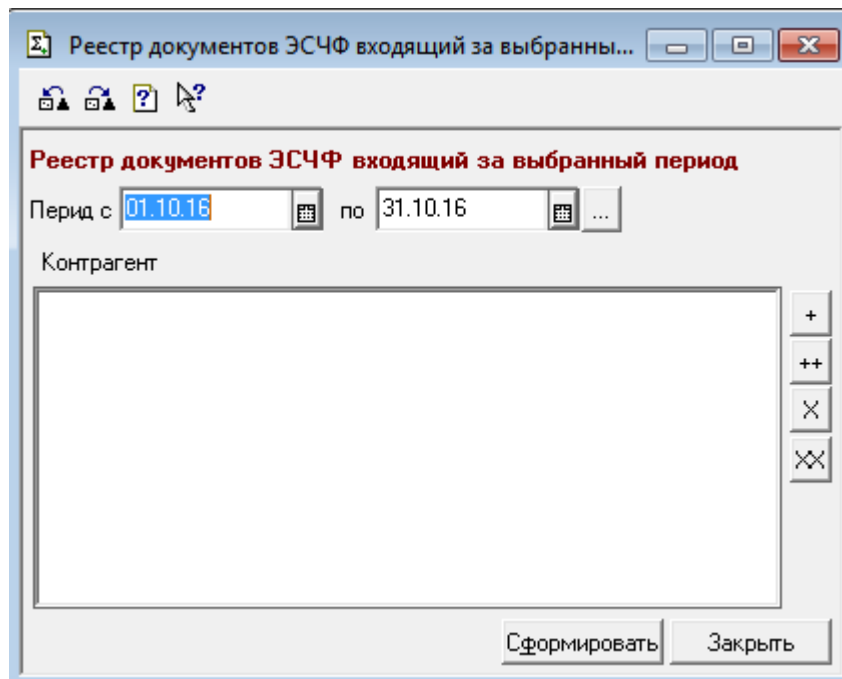 Реестр документов ЭСЧФ входящий за выбранны...
Реестр документов ЭСЧФ входящий за выбранный период
Перид с 01.10.16 по 31.10.16 ...
Контрагент
+
++
X
XX
Сформировать Закрыть